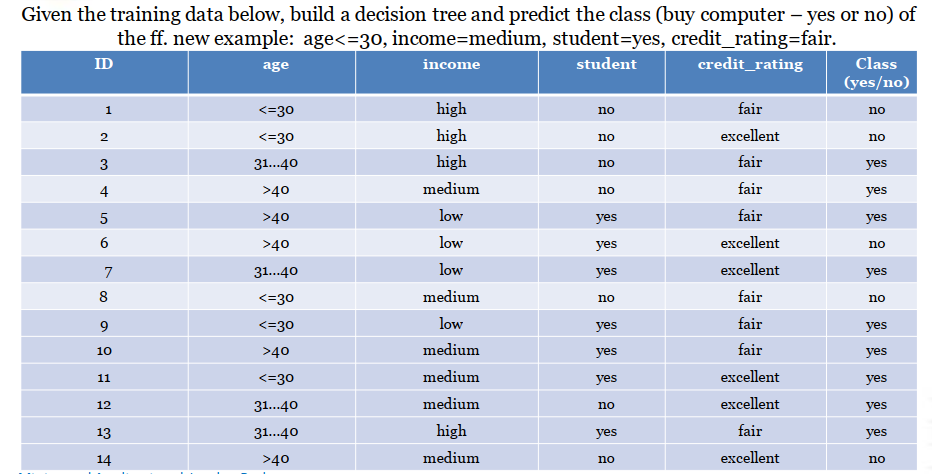 Given the training data below, build a decision tree and predict the class (buy computer – yes or no) of
the ff. new example: age<=30, income=medium, student=yes, credit_rating=fair.
ID age income student credit_rating Class (yes/no)
1 <=30 high no fair no
2 <=30 high no excellent no
3 31…40 high no fair yes
4 >40 medium no fair yes
5 >40 low yes fair yes
6 >40 low yes excellent no
7 31…40 low yes excellent yes
8 <=30 medium no fair no
9 <=30 low yes fair yes
10 >40 medium yes fair yes
11 <=30 medium yes excellent yes
12 31…40 medium no excellent yes
13 31…40 high yes fair yes
14 >40 medium no excellent no